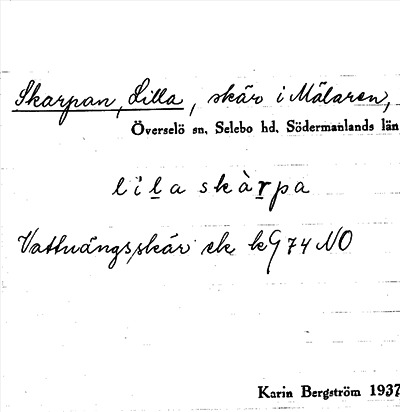 Skarpan, Lilla, skär i Mälaren,
Överselö sn, Selebo hd, Södermanlands län
lila skàrpa
Vattuängsskär ek kG 74 NO
Karin Bergström 1937